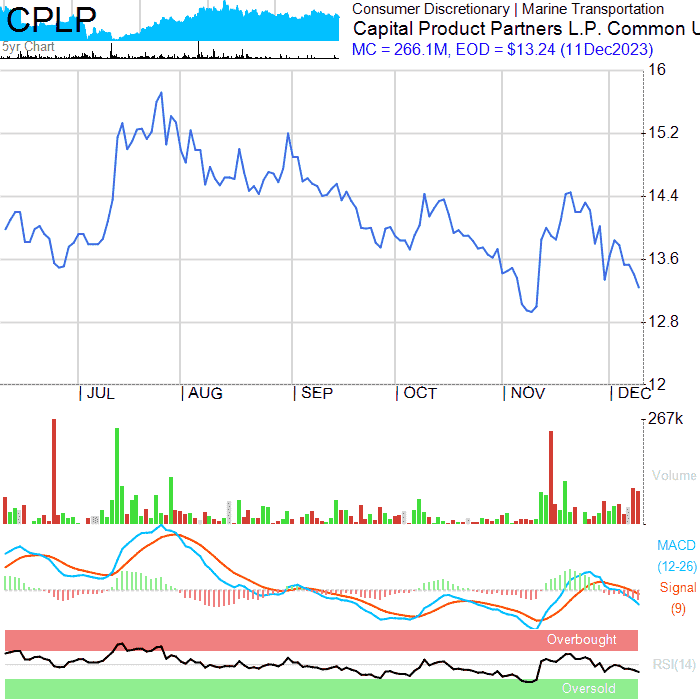 CPLP
5yr Chart
Consumer Discretionary | Marine Transportation
Capital Product Partners L.P. Common U
MC = 266.1M, EOD = $13.24 (11Dec2023)
16
15.2
14.4
13.6
12.8
12
| JUL | AUG | SEP | OCT | NOV | DEC
267k
Volume
MACD
(12-26)
Signal
(9)
Overbought
RSI(14)
Oversold